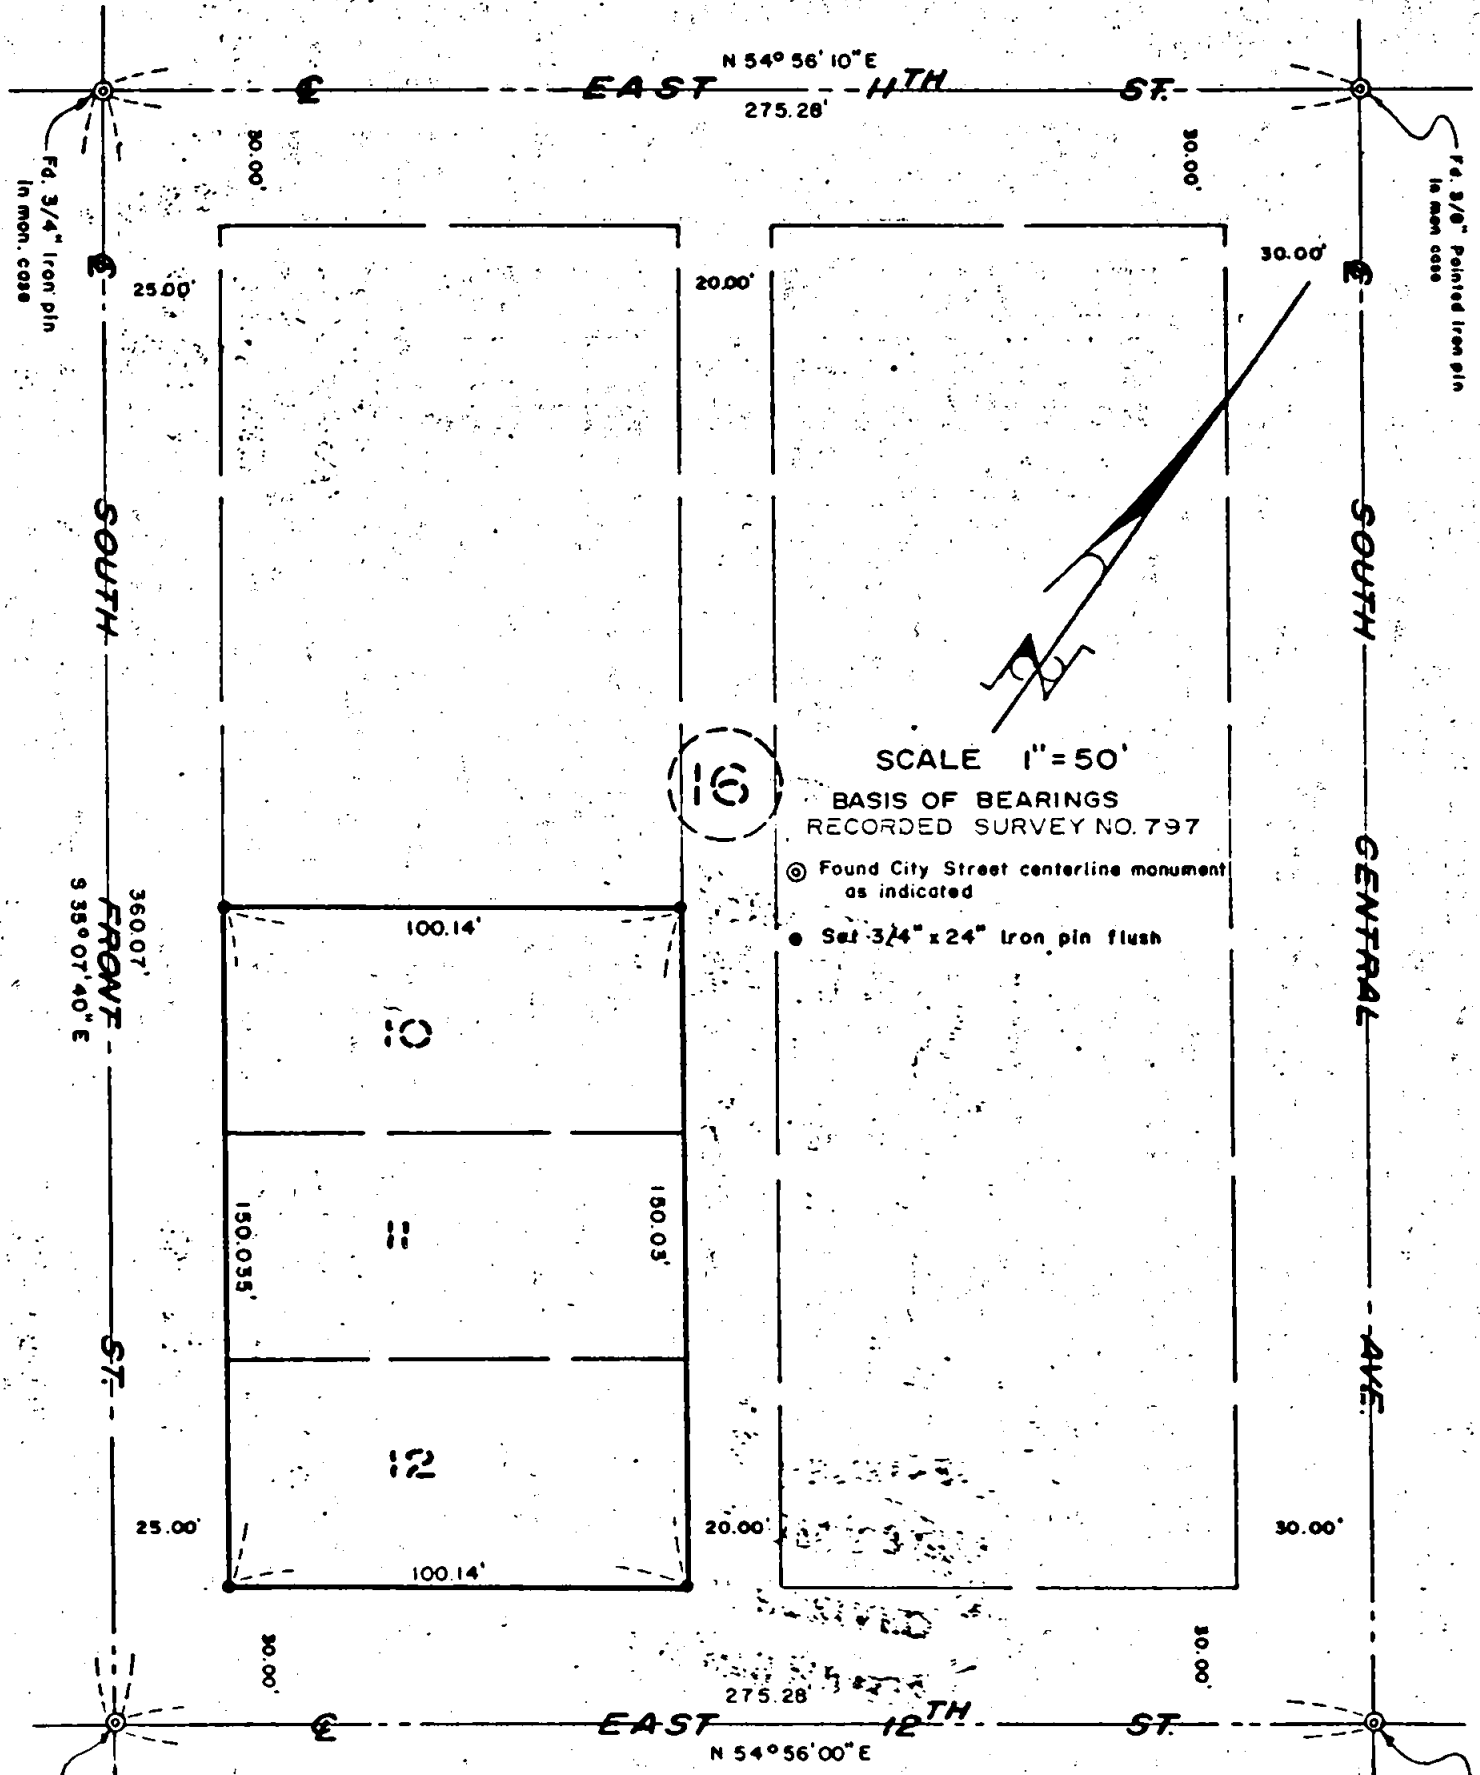 N 54° 56' 10" E
℄ EAST 11TH ST.
275.28'
30.00'
30.00'
Fd. 3/4" Iron pin
in mon. case
Fd. 5/8" Pointed iron pin
in mon case
℄
25.00'
20.00'
30.00'
℄
SOUTH FRONT ST.
360.07'
S 35° 07' 40" E
SOUTH CENTRAL AVE.
16
SCALE 1" = 50'
BASIS OF BEARINGS
RECORDED SURVEY NO. 797
◎ Found City Street centerline monument
as indicated
● Set 3/4" x 24" Iron pin flush
100.14'
10
11
150.035'
150.03'
12
25.00'
20.00'
30.00'
100.14'
30.00'
30.00'
275.28'
℄ EAST 12TH ST.
N 54° 56' 00" E